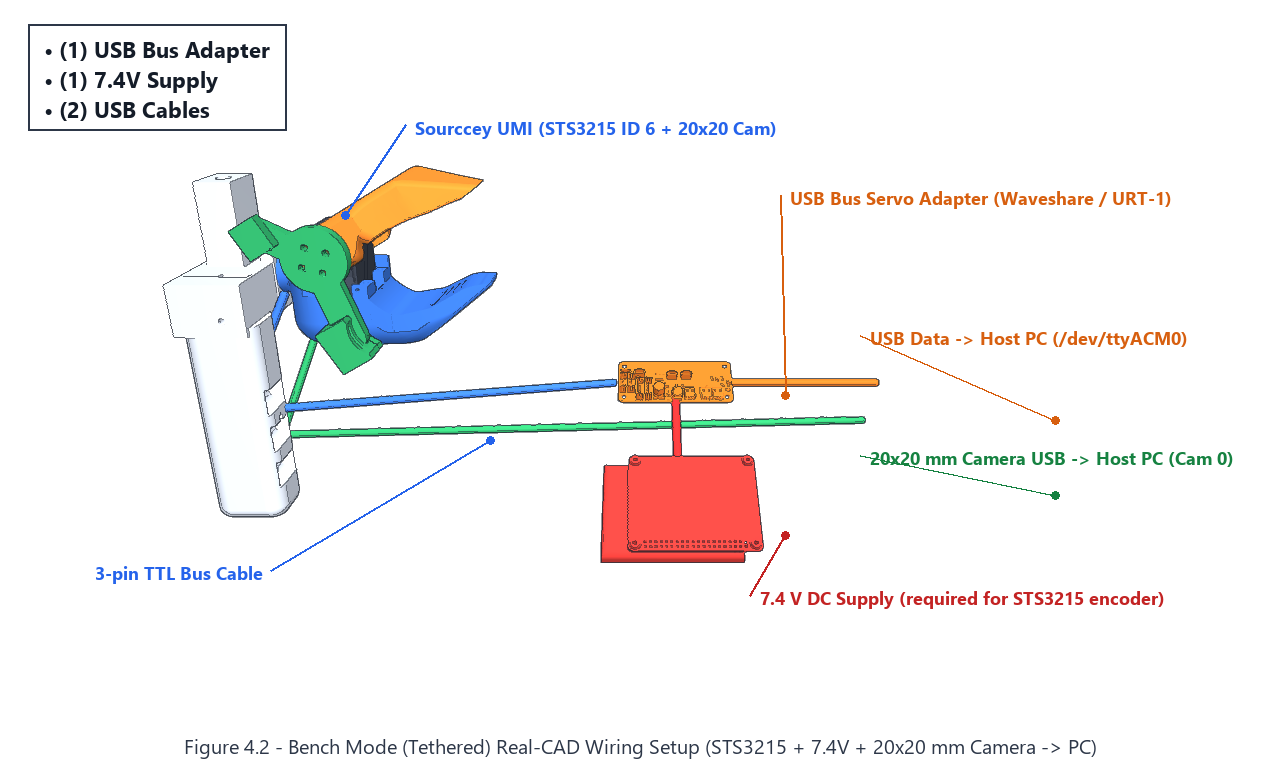 • (1) USB Bus Adapter
• (1) 7.4V Supply
• (2) USB Cables
Sourccey UMI (STS3215 ID 6 + 20x20 Cam)
USB Bus Servo Adapter (Waveshare / URT-1)
USB Data -> Host PC (/dev/ttyACM0)
20x20 mm Camera USB -> Host PC (Cam 0)
3-pin TTL Bus Cable
7.4 V DC Supply (required for STS3215 encoder)
Figure 4.2 - Bench Mode (Tethered) Real-CAD Wiring Setup (STS3215 + 7.4V + 20x20 mm Camera -> PC)